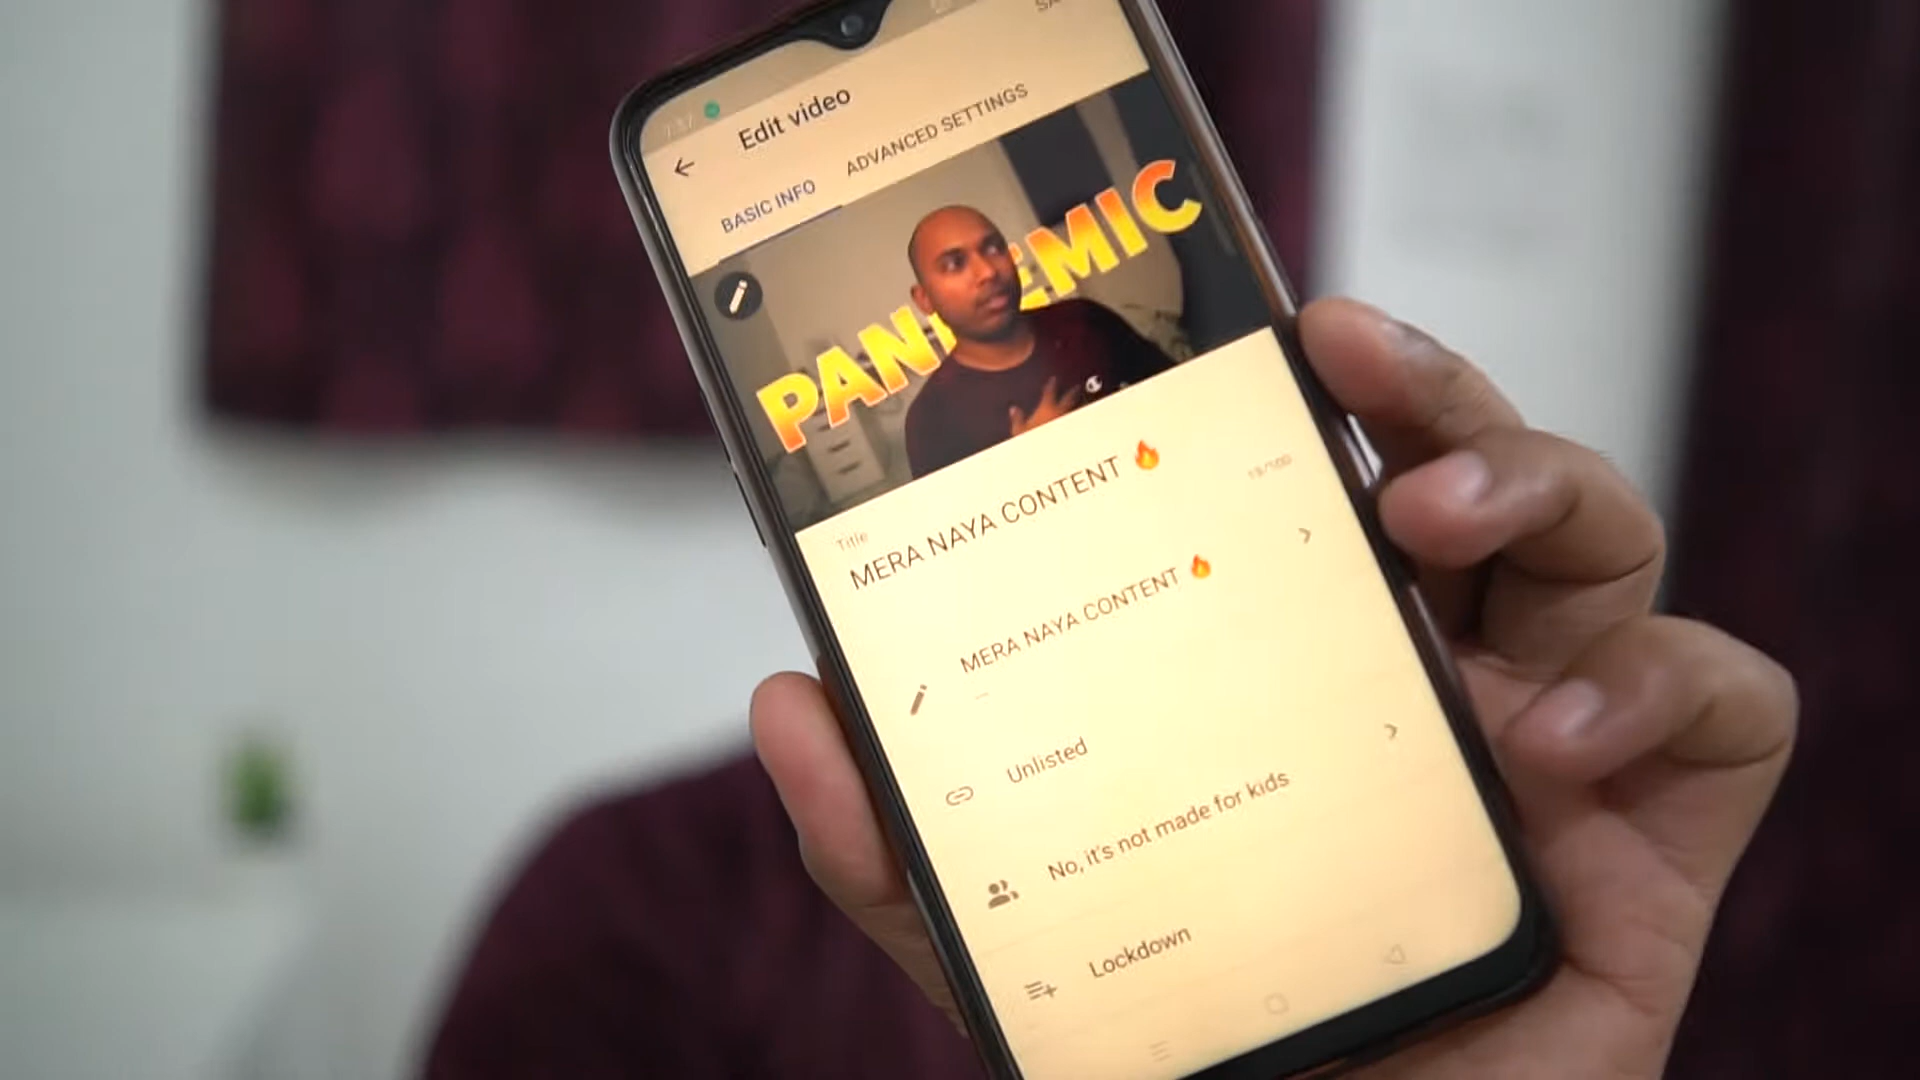 Edit video
BASIC INFO
ADVANCED SETTINGS
Title
MERA NAYA CONTENT 🔥
MERA NAYA CONTENT 🔥
Unlisted
No, it's not made for kids
Lockdown